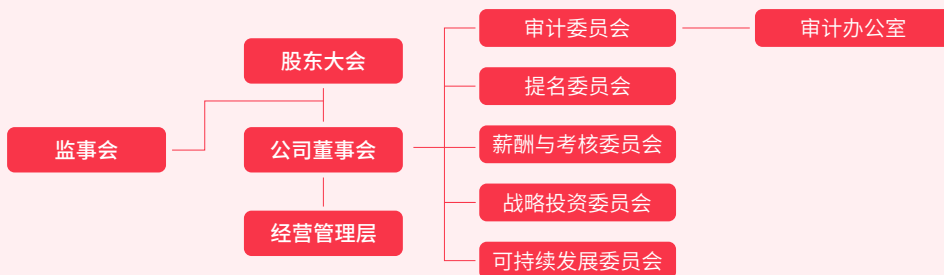 股东大会
监事会
公司董事会
经营管理层
审计委员会
审计办公室
提名委员会
薪酬与考核委员会
战略投资委员会
可持续发展委员会